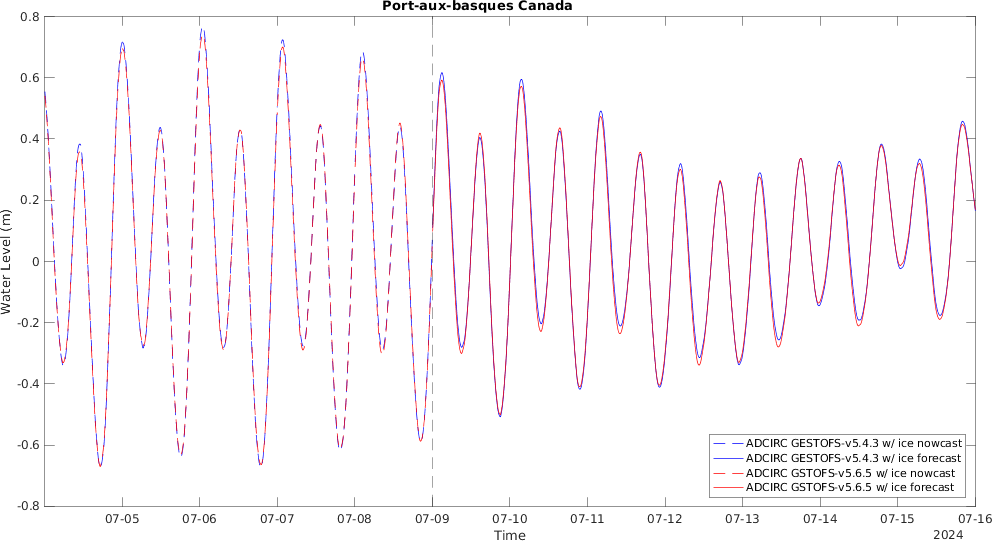 Port-aux-basques Canada
0.8
0.6
0.4
0.2
0
-0.2
-0.4
-0.6
-0.8
Water Level (m)
ADCIRC GESTOFS-v5.4.3 w/ ice nowcast
ADCIRC GESTOFS-v5.4.3 w/ ice forecast
ADCIRC GSTOFS-v5.6.5 w/ ice nowcast
ADCIRC GSTOFS-v5.6.5 w/ ice forecast
07-05 07-06 07-07 07-08 07-09 07-10 07-11 07-12 07-13 07-14 07-15 07-16
Time
2024